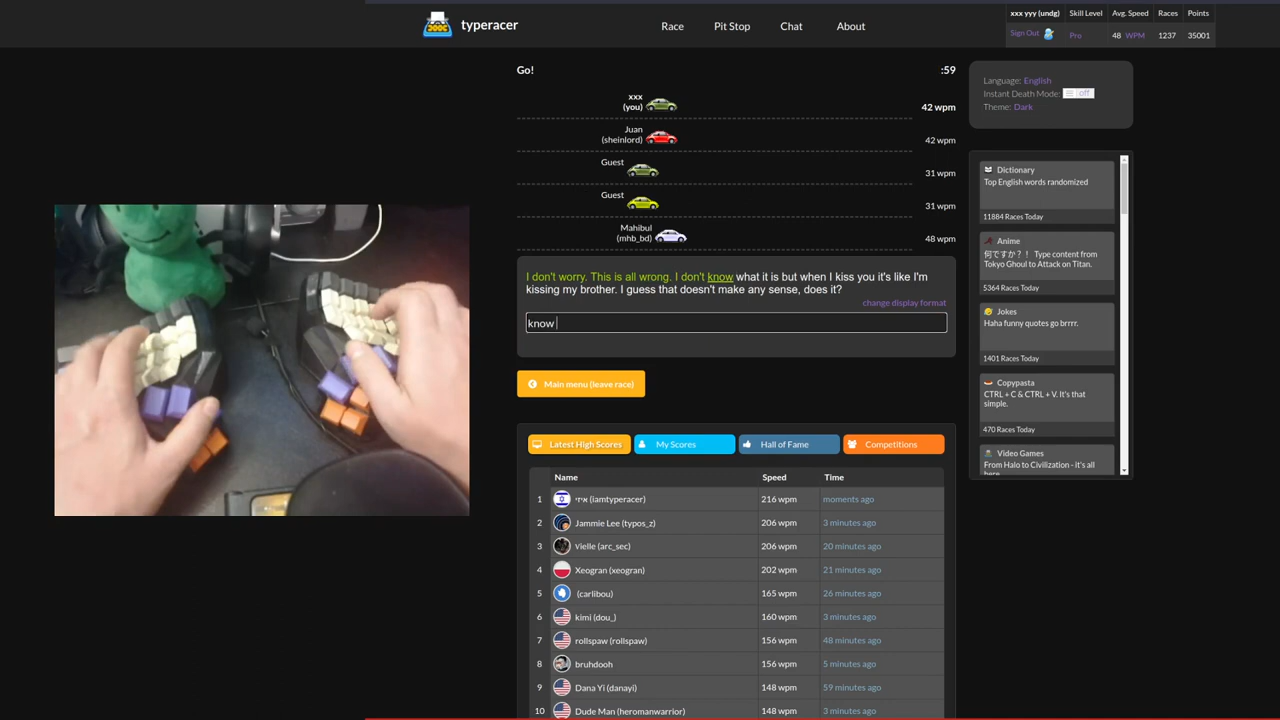 typeracer
Race
Pit Stop
Chat
About
xxx yyy (undg)
Skill Level
Avg. Speed
Races
Points
Sign Out
Pro
48 WPM
1237
35001
Go!
:59
xxx
(you)
42 wpm
Juan
(sheinlord)
42 wpm
Guest
31 wpm
Guest
31 wpm
Mahibul
(mhb_bd)
48 wpm
I don't worry. This is all wrong. I don't know what it is but when I kiss you it's like I'm
kissing my brother. I guess that doesn't make any sense, does it?
change display format
know
Main menu (leave race)
Language: English
Instant Death Mode: off
Theme: Dark
Dictionary
Top English words randomized
11884 Races Today
Anime
何ですか?! Type content from
Tokyo Ghoul to Attack on Titan.
5364 Races Today
Jokes
Haha funny quotes go brrrr.
1401 Races Today
Copypasta
CTRL + C & CTRL + V. It's that
simple.
470 Races Today
Video Games
From Halo to Civilization - it's all
here.
Latest High Scores
My Scores
Hall of Fame
Competitions
Name
Speed
Time
1 איזי (iamtyperacer) 216 wpm moments ago
2 Jammie Lee (typos_z) 206 wpm 3 minutes ago
3 Vielle (arc_sec) 206 wpm 20 minutes ago
4 Xeogran (xeogran) 202 wpm 21 minutes ago
5 (carlibou) 165 wpm 26 minutes ago
6 kimi (dou_) 160 wpm 3 minutes ago
7 rollspaw (rollspaw) 156 wpm 48 minutes ago
8 bruhdooh 156 wpm 5 minutes ago
9 Dana Yi (danayi) 148 wpm 59 minutes ago
10 Dude Man (heromanwarrior) 148 wpm 3 minutes ago